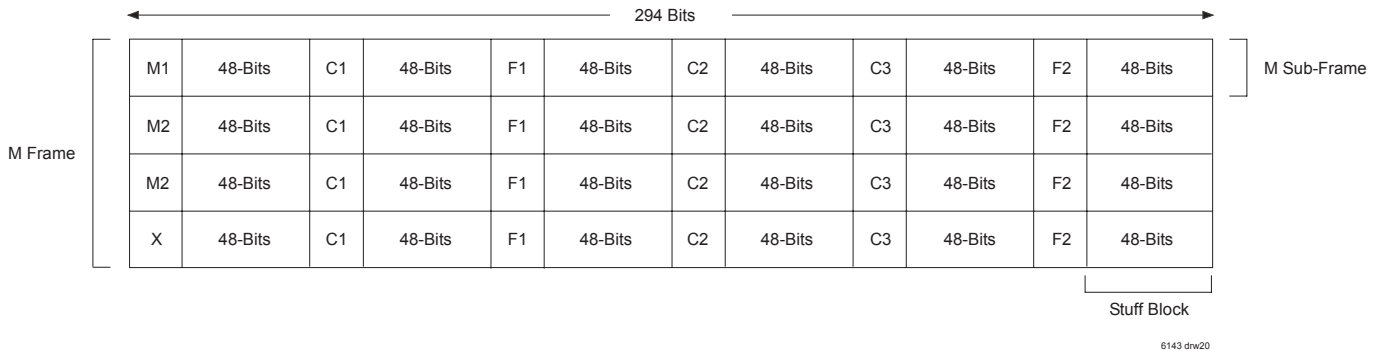 294 Bits
M1 48-Bits C1 48-Bits F1 48-Bits C2 48-Bits C3 48-Bits F2 48-Bits M Sub-Frame
M2 48-Bits C1 48-Bits F1 48-Bits C2 48-Bits C3 48-Bits F2 48-Bits
M Frame
M2 48-Bits C1 48-Bits F1 48-Bits C2 48-Bits C3 48-Bits F2 48-Bits
X 48-Bits C1 48-Bits F1 48-Bits C2 48-Bits C3 48-Bits F2 48-Bits
Stuff Block
6143 drw20